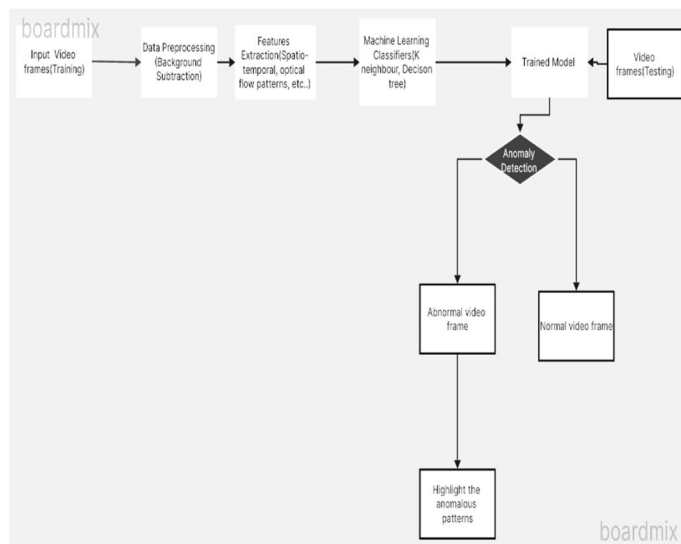 boardmix
Input Video
frames(Training)
Data Preprocessing
(Background
Subtraction)
Features
Extraction(Spatio-
temporal, optical
flow patterns, etc..)
Machine Learning
Classifiers(K
neighbour, Decison
tree)
Trained Model
Video
frames(Testing)
Anomaly
Detection
Abnormal video
frame
Normal video frame
Highlight the
anomalous
patterns
boardmix